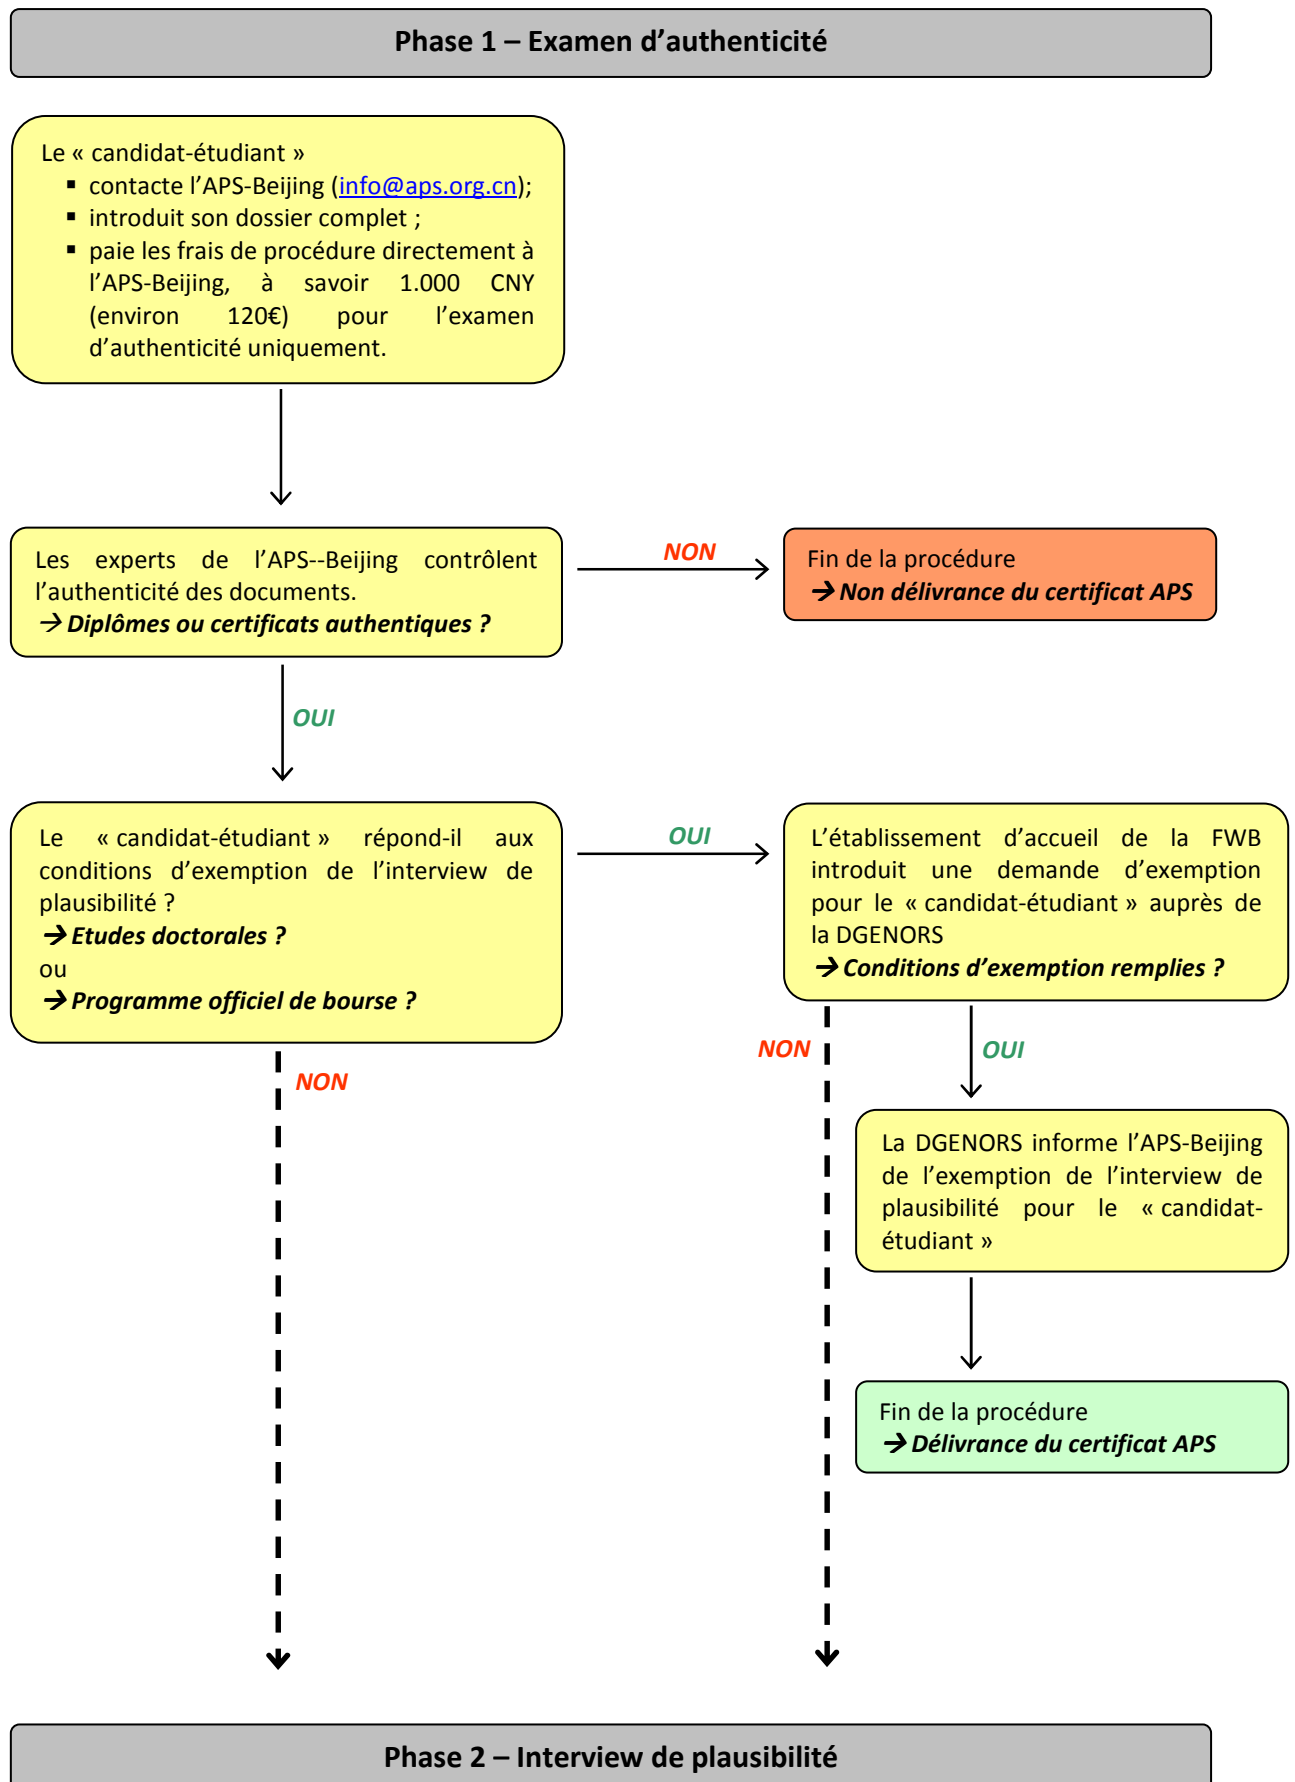 Phase 1 – Examen d’authenticité
Le « candidat-étudiant »
▪ contacte l’APS-Beijing (info@aps.org.cn);
▪ introduit son dossier complet ;
▪ paie les frais de procédure directement à
l’APS-Beijing, à savoir 1.000 CNY
(environ 120€) pour l’examen
d’authenticité uniquement.
Les experts de l’APS--Beijing contrôlent
l’authenticité des documents.
→ Diplômes ou certificats authentiques ?
NON
Fin de la procédure
→ Non délivrance du certificat APS
OUI
Le « candidat-étudiant » répond-il aux
conditions d’exemption de l’interview de
plausibilité ?
→ Etudes doctorales ?
ou
→ Programme officiel de bourse ?
OUI
L’établissement d’accueil de la FWB
introduit une demande d’exemption
pour le « candidat-étudiant » auprès de
la DGENORS
→ Conditions d’exemption remplies ?
NON
NON
OUI
La DGENORS informe l’APS-Beijing
de l’exemption de l’interview de
plausibilité pour le « candidat-
étudiant »
Fin de la procédure
→ Délivrance du certificat APS
Phase 2 – Interview de plausibilité